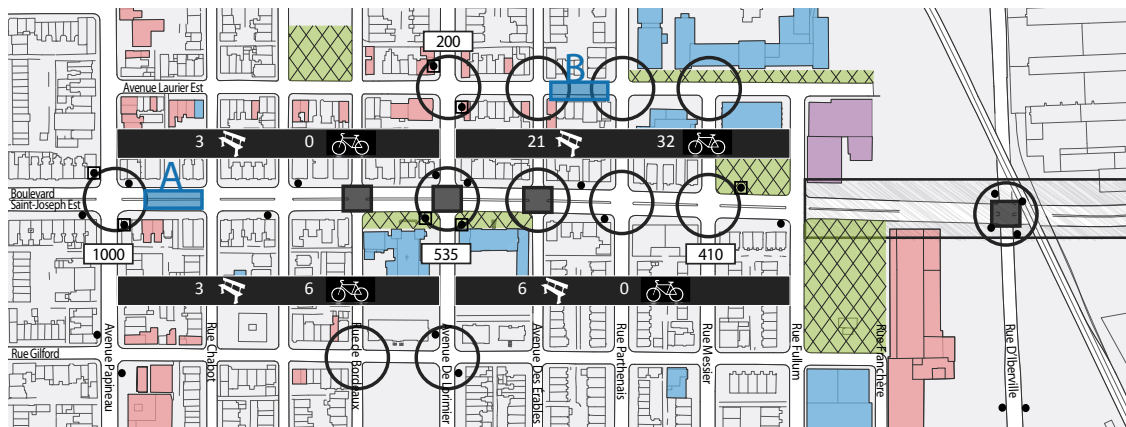 200
B
Avenue Laurier Est
3 0
21 32
A
Boulevard
Saint-Joseph Est
1000
535
410
3 6
6 0
Rue Gilford
Avenue Papineau
Rue Chabot
Rue de Bordeaux
Avenue De Lorimier
Avenue Des Érables
Rue Parthenais
Rue Messier
Rue Fullum
Rue Franchère
Rue D'Iberville